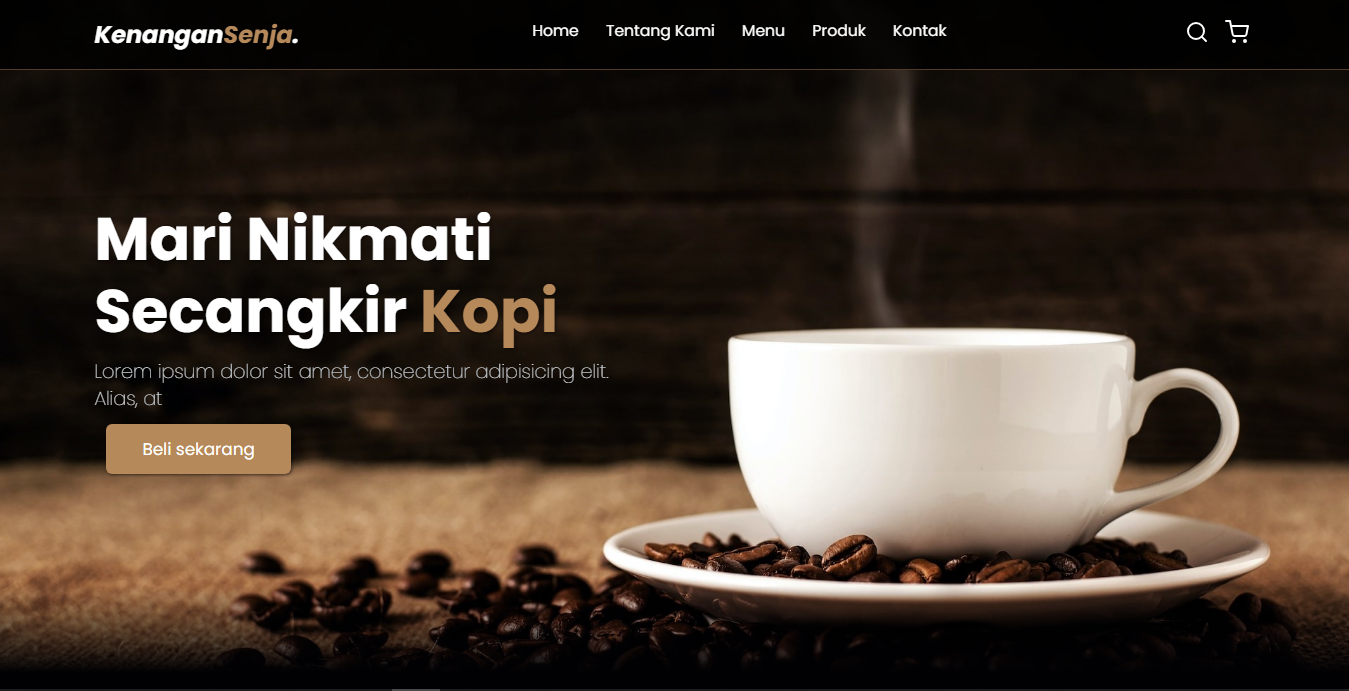 KenanganSenja.
Home Tentang Kami Menu Produk Kontak
Mari Nikmati
Secangkir Kopi
Lorem ipsum dolor sit amet, consectetur adipisicing elit.
Alias, at
Beli sekarang